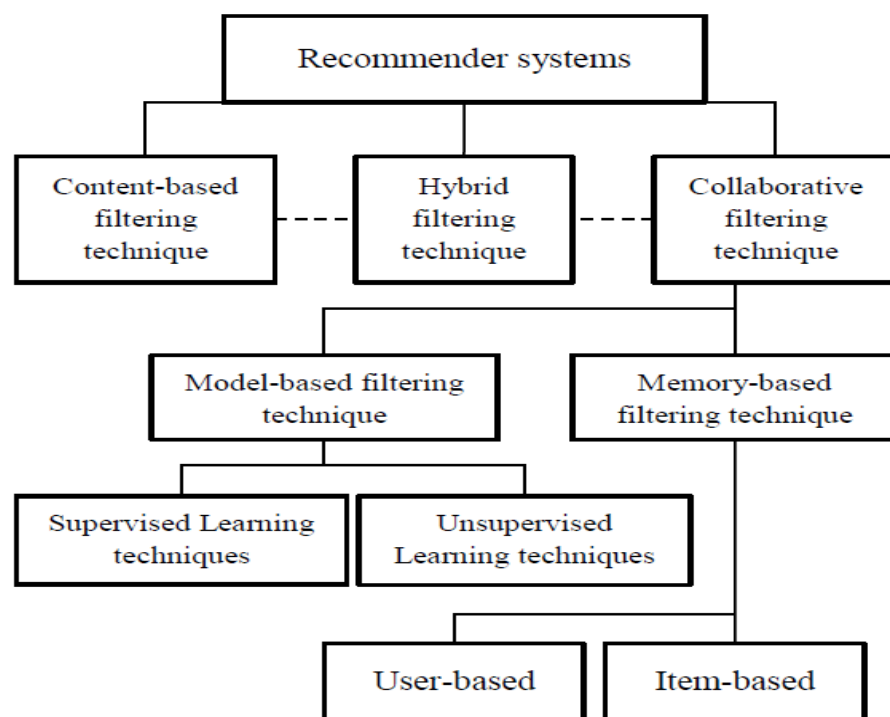 Recommender systems
Content-based
filtering
technique
Hybrid
filtering
technique
Collaborative
filtering
technique
Model-based filtering
technique
Memory-based
filtering technique
Supervised Learning
techniques
Unsupervised
Learning techniques
User-based
Item-based